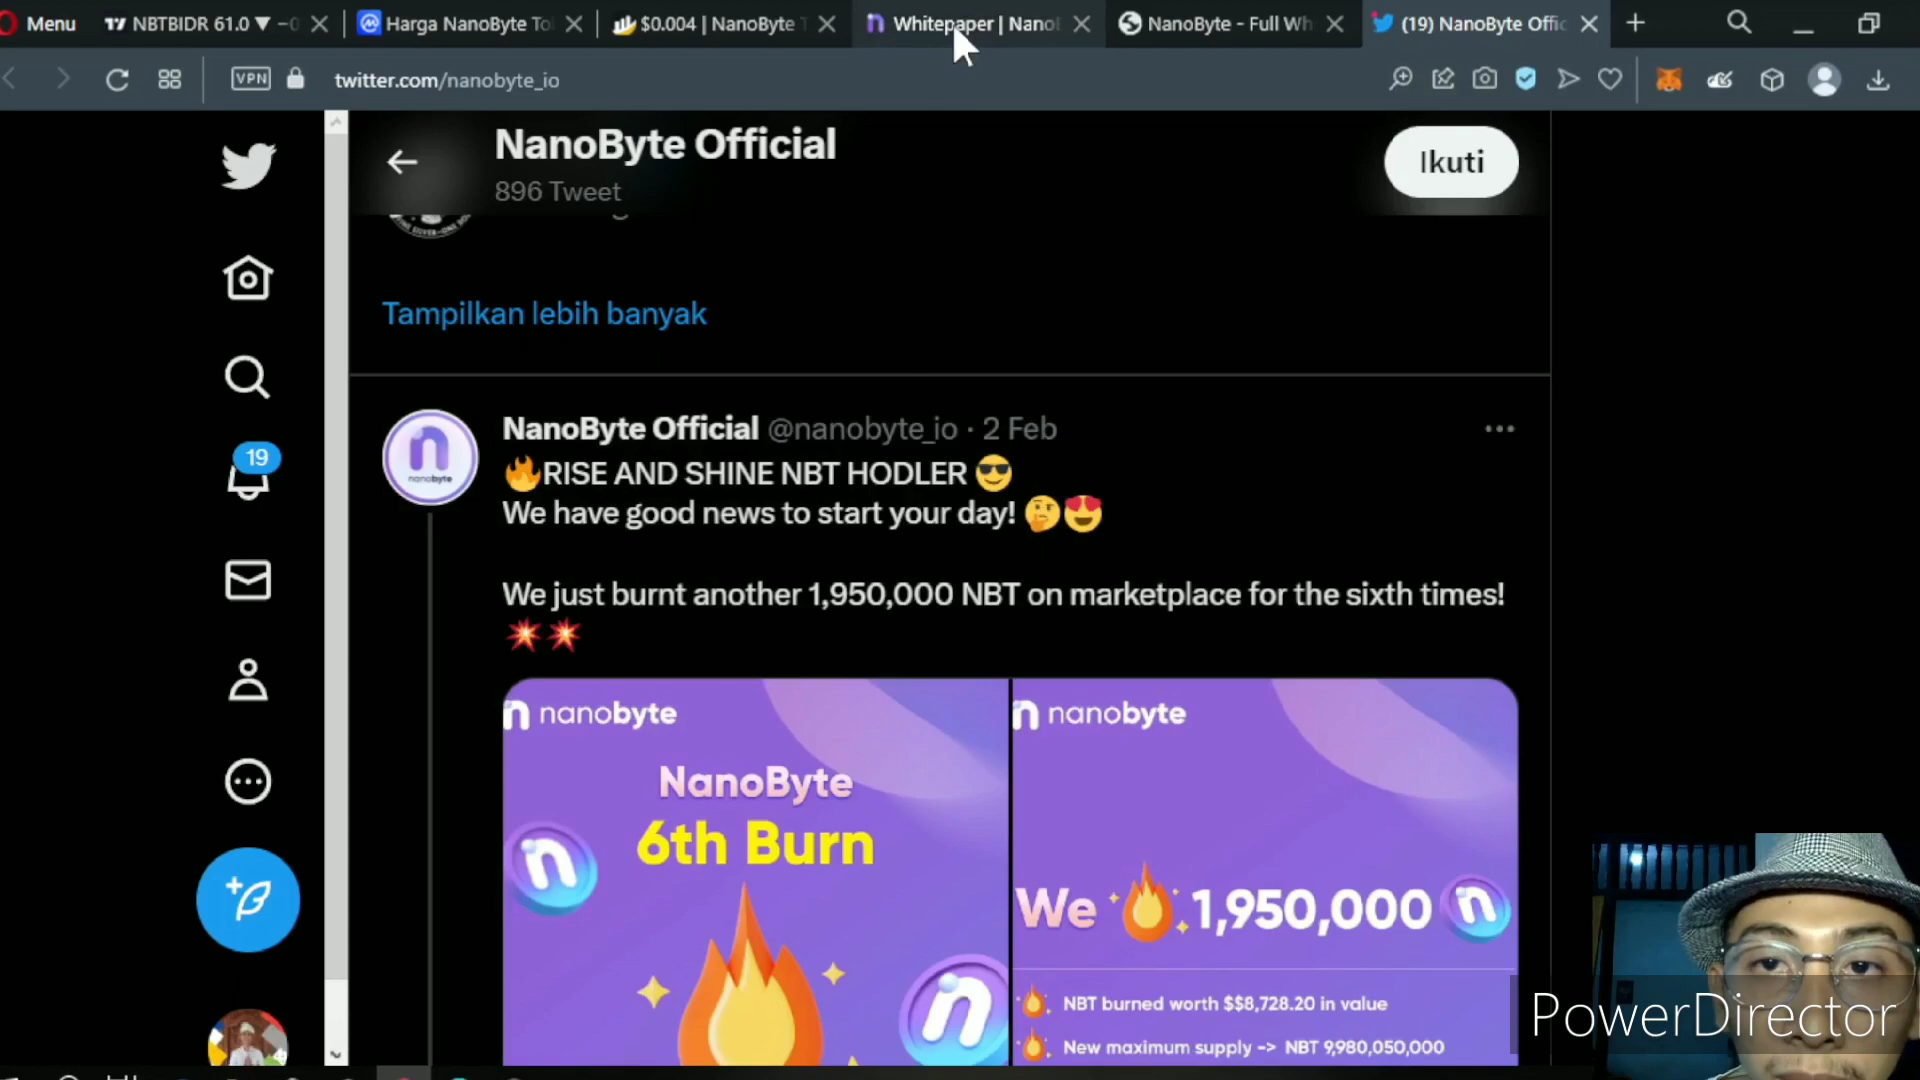 Menu
NBTBIDR 61.0 ▼ −0
Harga NanoByte To
$0.004 | NanoByte T
Whitepaper | NanoB
NanoByte - Full Wh
(19) NanoByte Offic
VPN
twitter.com/nanobyte_io
NanoByte Official
896 Tweet
Ikuti
Tampilkan lebih banyak
19
NanoByte Official @nanobyte_io · 2 Feb
🔥RISE AND SHINE NBT HODLER 😎
We have good news to start your day! 🤔😍
We just burnt another 1,950,000 NBT on marketplace for the sixth times!
💥💥
nanobyte
nanobyte
NanoByte
6th Burn
nanobyte
We 🔥 1,950,000
NBT burned worth $$8,728.20 in value
New maximum supply -> NBT 9,980,050,000
PowerDirector